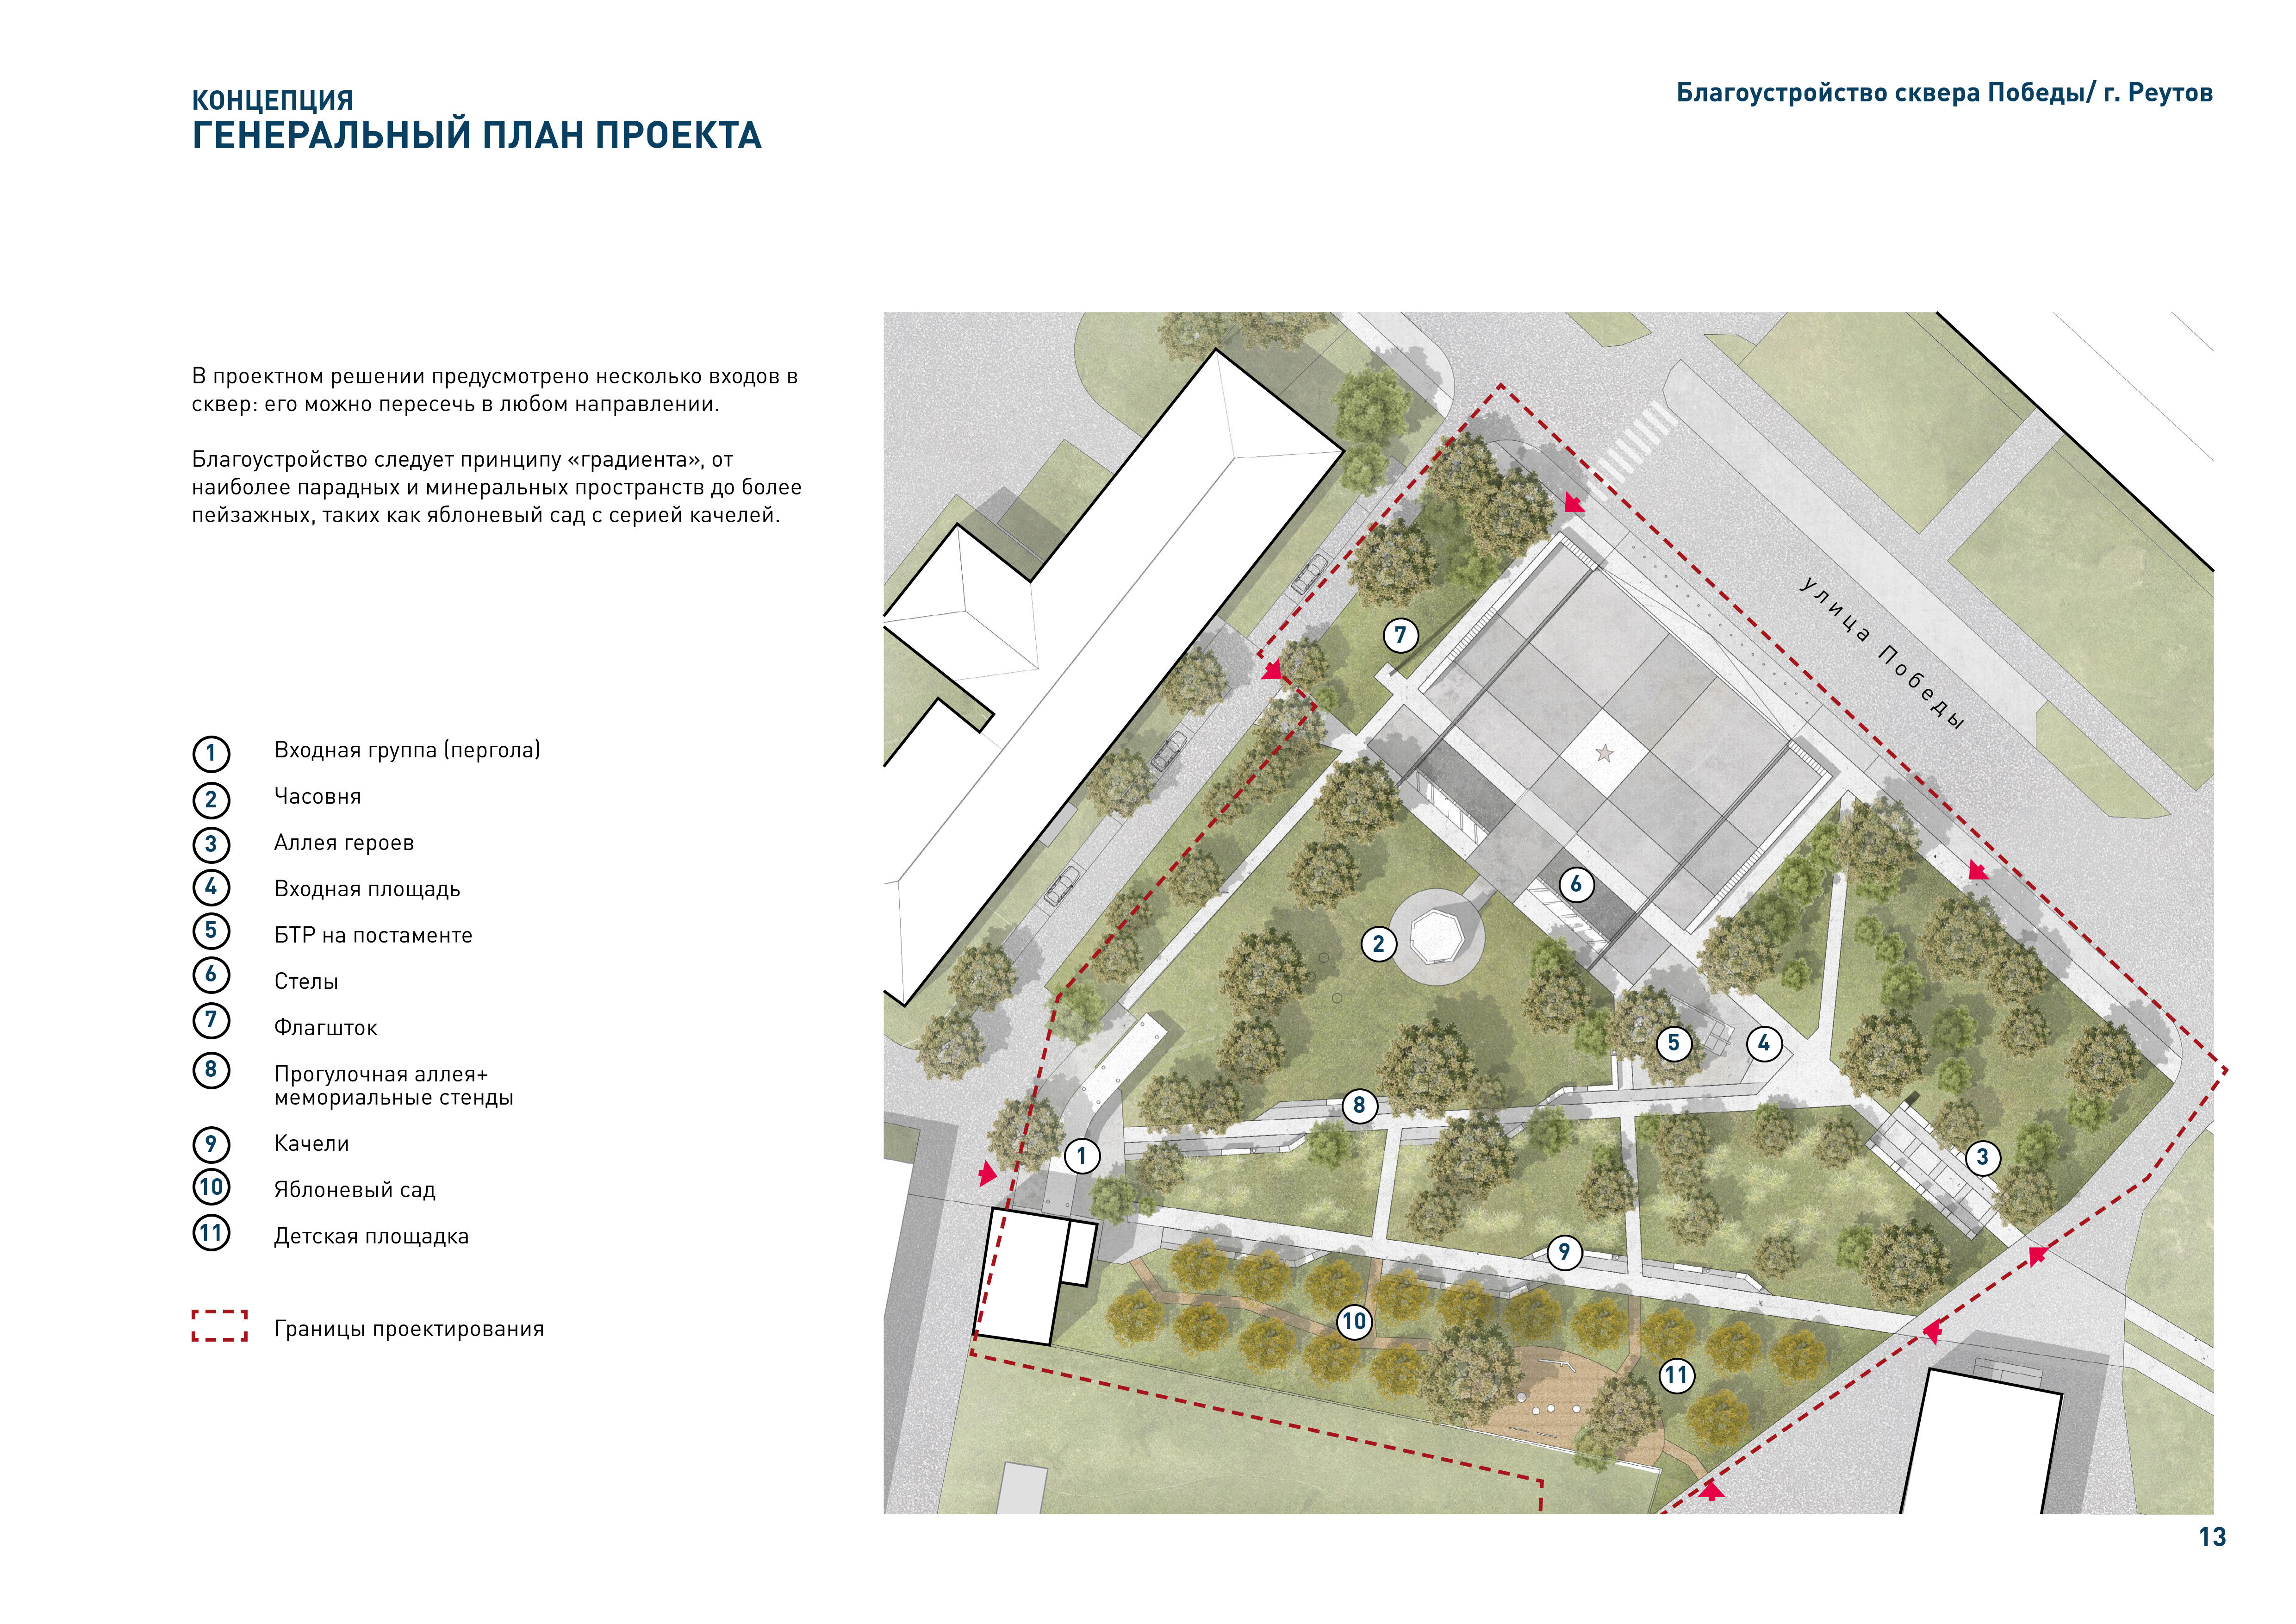 КОНЦЕПЦИЯ
ГЕНЕРАЛЬНЫЙ ПЛАН ПРОЕКТА
Благоустройство сквера Победы/ г. Реутов
В проектном решении предусмотрено несколько входов в
сквер: его можно пересечь в любом направлении.
Благоустройство следует принципу «градиента», от
наиболее парадных и минеральных пространств до более
пейзажных, таких как яблоневый сад с серией качелей.
1 Входная группа (пергола)
2 Часовня
3 Аллея героев
4 Входная площадь
5 БТР на постаменте
6 Стелы
7 Флагшток
8 Прогулочная аллея+
мемориальные стенды
9 Качели
10 Яблоневый сад
11 Детская площадка
Границы проектирования
улица Победы
7
6
2
5
4
8
1
3
9
10
11
13